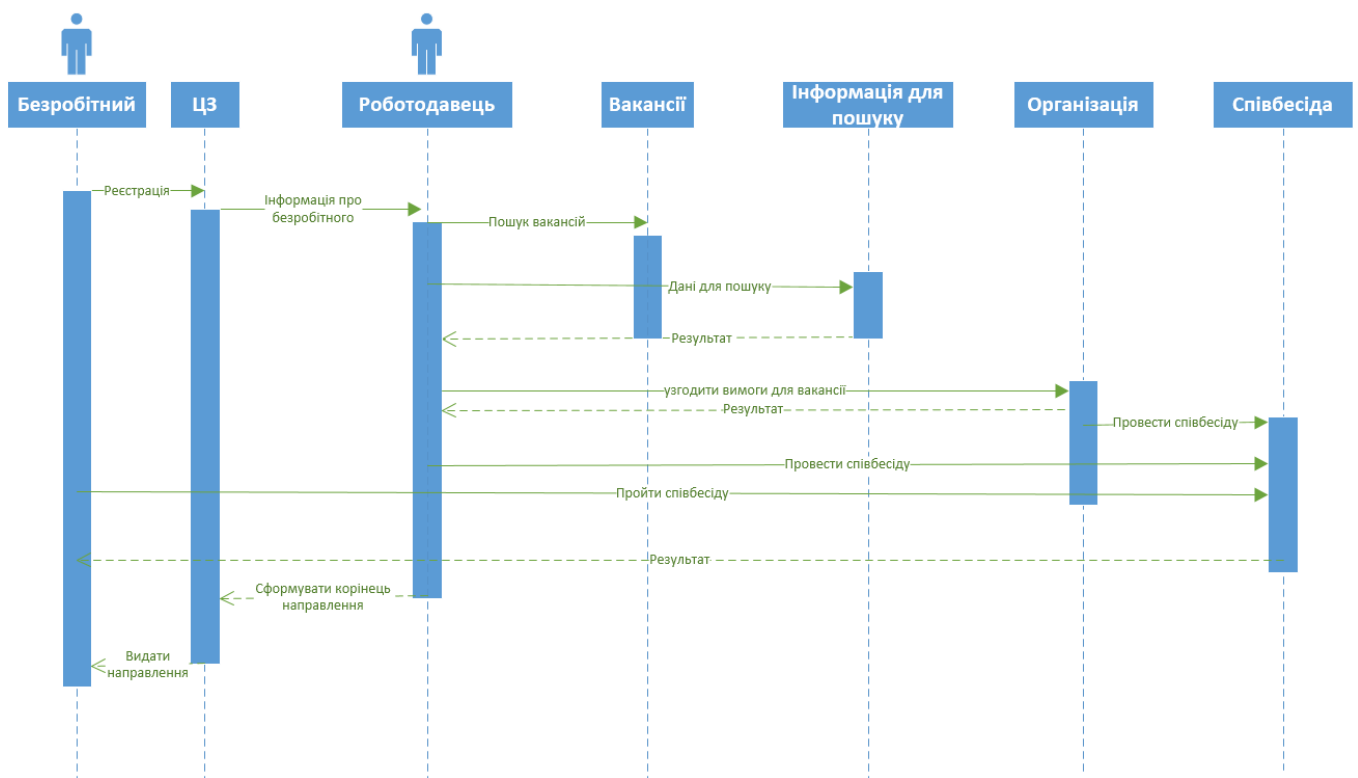 Безробітний
ЦЗ
Роботодавець
Вакансії
Інформація для
пошуку
Організація
Співбесіда
Реєстрація
Інформація про
безробітного
Пошук вакансій
Дані для пошуку
Результат
узгодити вимоги для вакансії
Результат
Провести співбесіду
Провести співбесіду
Пройти співбесіду
Результат
Сформувати корінець
направлення
Видати
направлення